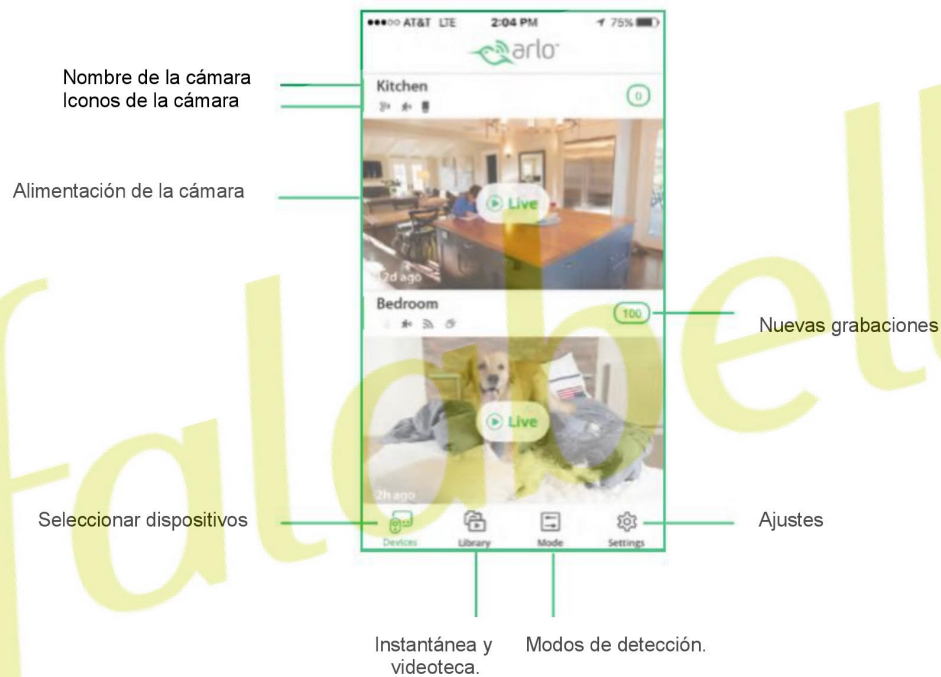 AT&T LTE 2:04 PM 75%
arlo
Nombre de la cámara
Iconos de la cámara
Kitchen
0
Alimentación de la cámara
Live
12d ago
Bedroom
100
Nuevas grabaciones
Live
2h ago
Seleccionar dispositivos
Ajustes
Devices Library Mode Settings
Instantánea y
videoteca.
Modos de detección.
falabell